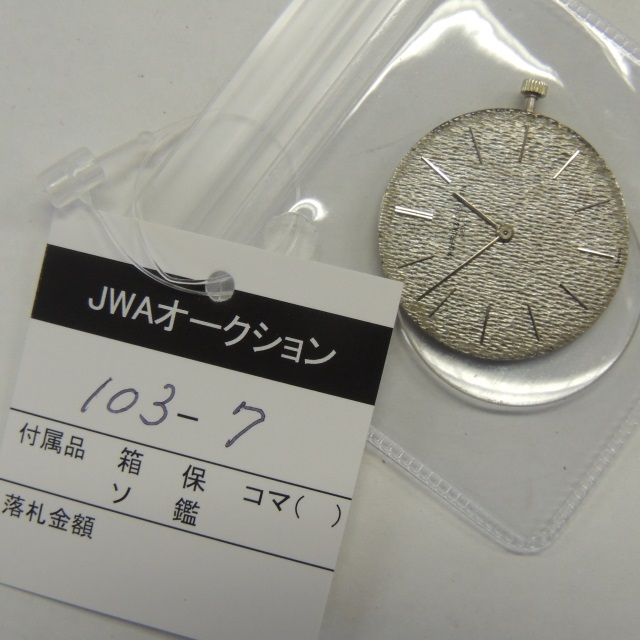 JWAオークション
103-7
付属品 箱 保 コマ( )
ソ 鑑
落札金額